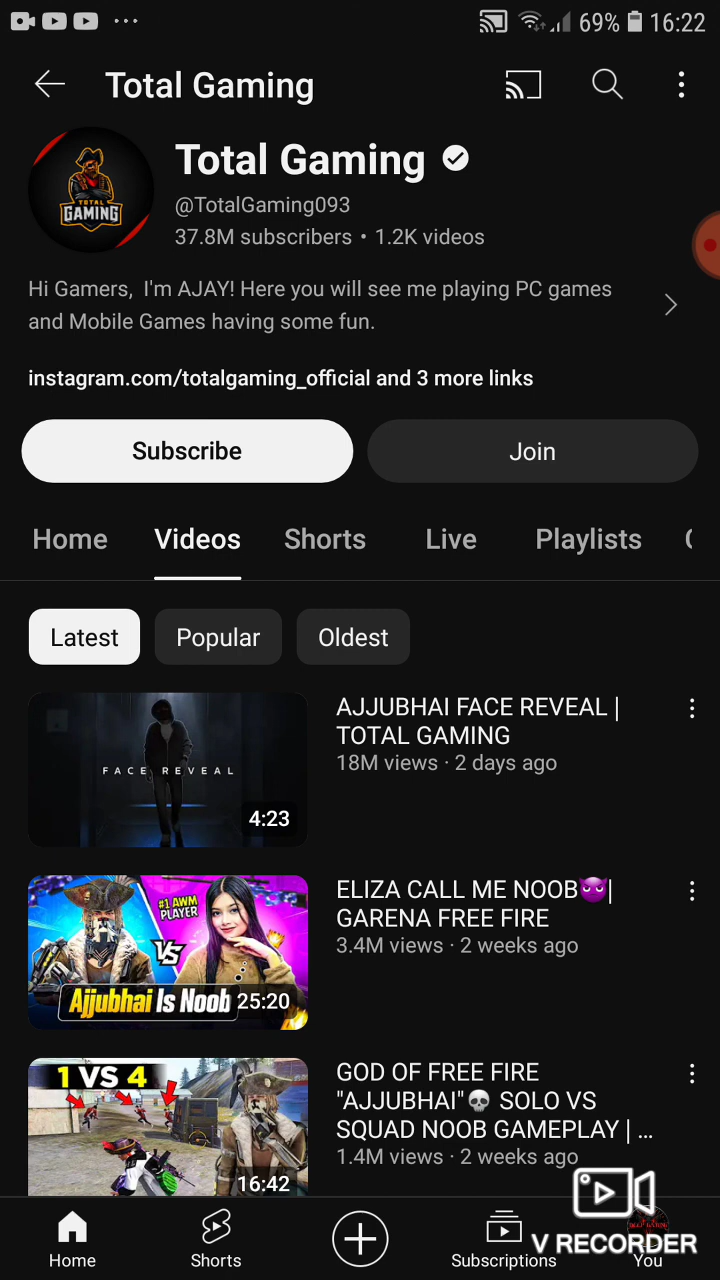 69% 16:22
Total Gaming
TOTAL
GAMING
Total Gaming
@TotalGaming093
37.8M subscribers • 1.2K videos
Hi Gamers, I'm AJAY! Here you will see me playing PC games
and Mobile Games having some fun.
instagram.com/totalgaming_official and 3 more links
Subscribe
Join
Home Videos Shorts Live Playlists
Latest Popular Oldest
FACE REVEAL
4:23
AJJUBHAI FACE REVEAL |
TOTAL GAMING
18M views · 2 days ago
#1 AWM
PLAYER
VS
Ajjubhai Is Noob
25:20
ELIZA CALL ME NOOB😈|
GARENA FREE FIRE
3.4M views · 2 weeks ago
1 VS 4
16:42
GOD OF FREE FIRE
"AJJUBHAI"💀 SOLO VS
SQUAD NOOB GAMEPLAY | ...
1.4M views · 2 weeks ago
Home
Shorts
Subscriptions
You
V RECORDER